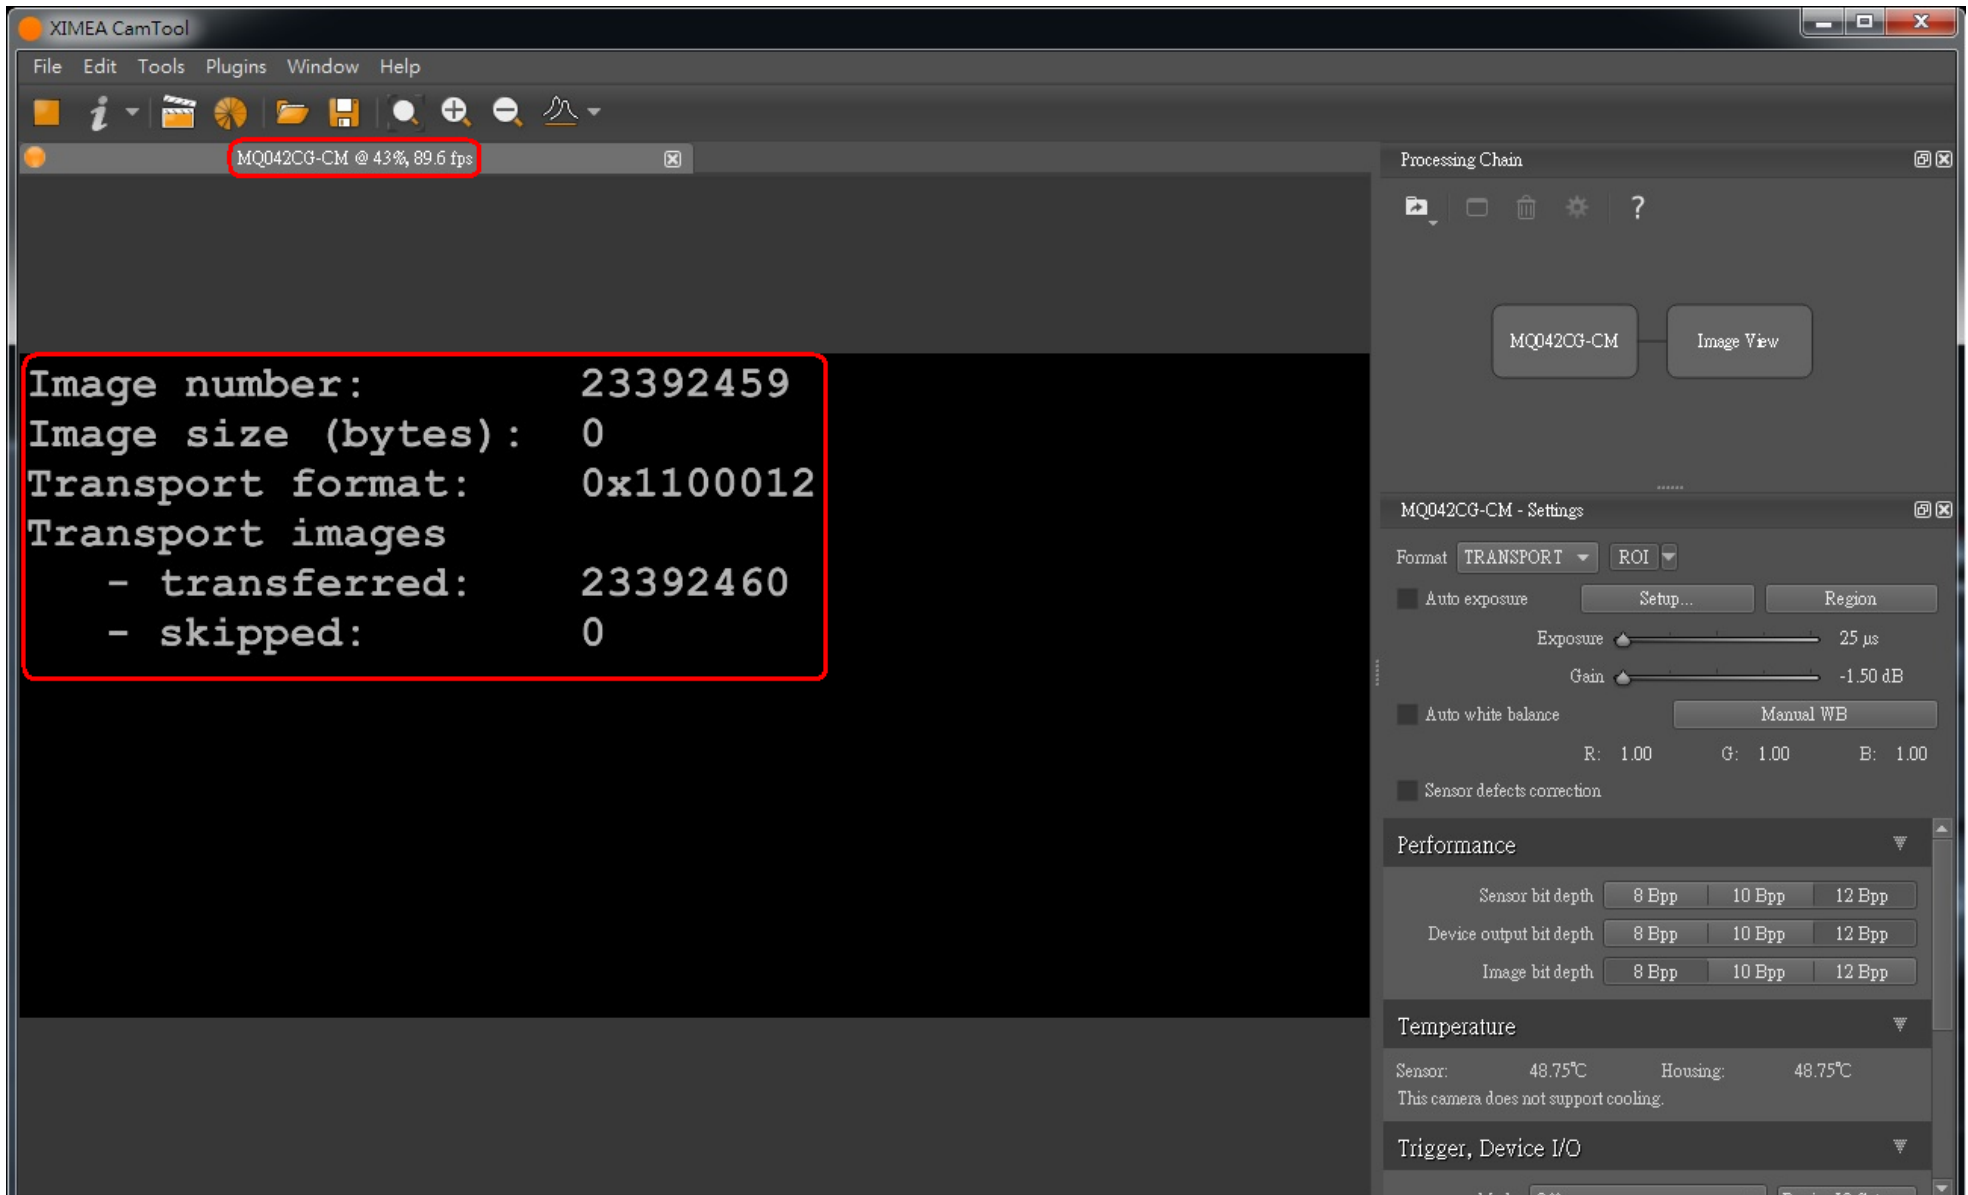 XIMEA CamTool
File Edit Tools Plugins Window Help
MQ042CG-CM @ 43%, 89.6 fps
Image number: 23392459
Image size (bytes): 0
Transport format: 0x1100012
Transport images
- transferred: 23392460
- skipped: 0
Processing Chain
?
MQ042CG-CM Image View
MQ042CG-CM - Settings
Format TRANSPORT ROI
Auto exposure Setup... Region
Exposure 25 µs
Gain -1.50 dB
Auto white balance Manual WB
R: 1.00 G: 1.00 B: 1.00
Sensor defects correction
Performance
Sensor bit depth 8 Bpp 10 Bpp 12 Bpp
Device output bit depth 8 Bpp 10 Bpp 12 Bpp
Image bit depth 8 Bpp 10 Bpp 12 Bpp
Temperature
Sensor: 48.75°C Housing: 48.75°C
This camera does not support cooling.
Trigger, Device I/O